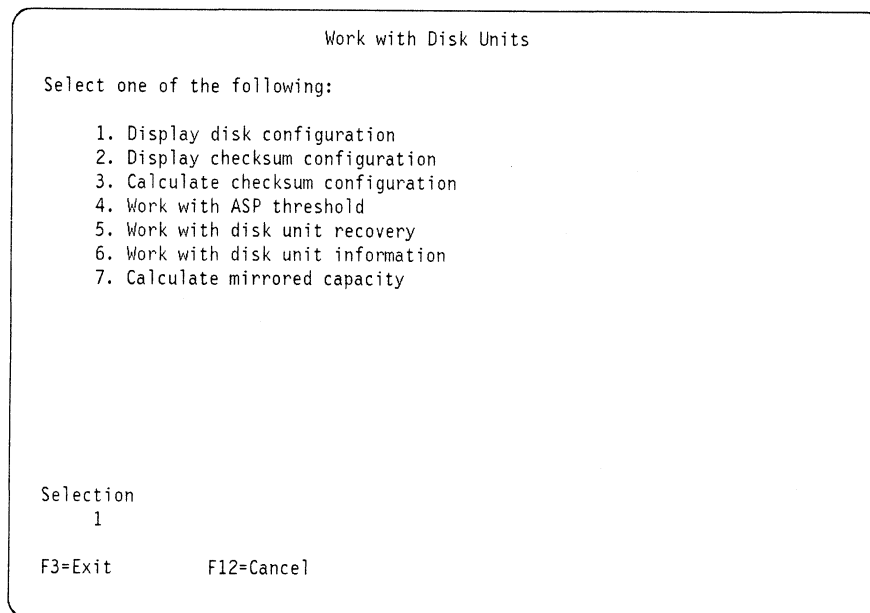 Work with Disk Units
Select one of the following:
1. Display disk configuration
2. Display checksum configuration
3. Calculate checksum configuration
4. Work with ASP threshold
5. Work with disk unit recovery
6. Work with disk unit information
7. Calculate mirrored capacity
Selection
1
F3=Exit F12=Cancel